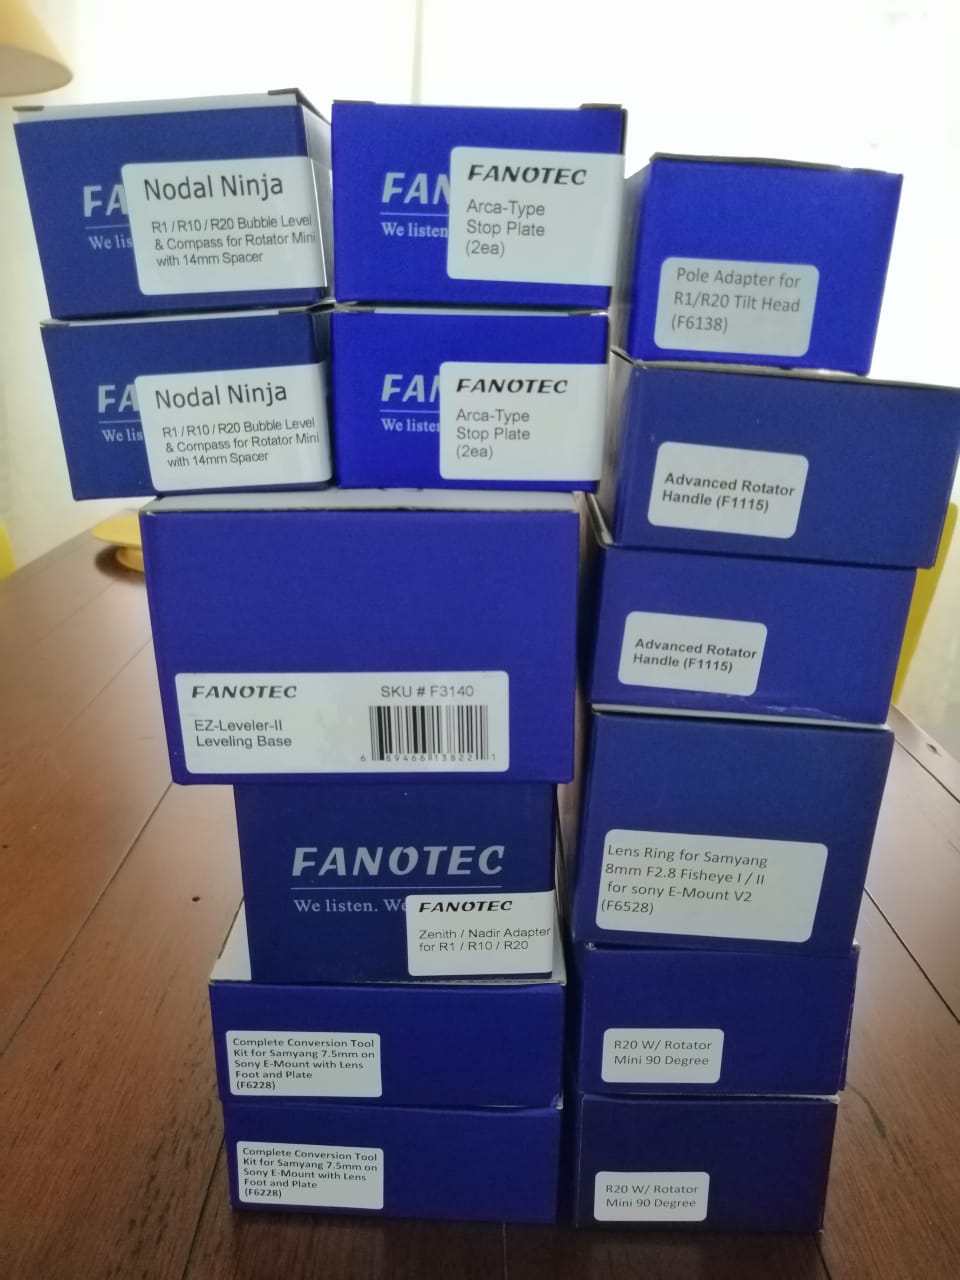 FA
We lis
Nodal Ninja
R1 / R10 / R20 Bubble Level
& Compass for Rotator Mini
with 14mm Spacer
FAN
We listen
FANOTEC
Arca-Type
Stop Plate
(2ea)
Pole Adapter for
R1/R20 Tilt Head
(F6138)
FA
We lis
Nodal Ninja
R1 / R10 / R20 Bubble Level
& Compass for Rotator Mini
with 14mm Spacer
FAN
We listen
FANOTEC
Arca-Type
Stop Plate
(2ea)
Advanced Rotator
Handle (F1115)
Advanced Rotator
Handle (F1115)
FANOTEC SKU # F3140
EZ-Leveler-II
Leveling Base
6 89466 13822 1
Lens Ring for Samyang
8mm F2.8 Fisheye I / II
for sony E-Mount V2
(F6528)
FANOTEC
We listen. We
FANOTEC
Zenith / Nadir Adapter
for R1 / R10 / R20
Complete Conversion Tool
Kit for Samyang 7.5mm on
Sony E-Mount with Lens
Foot and Plate
(F6228)
R20 W/ Rotator
Mini 90 Degree
Complete Conversion Tool
Kit for Samyang 7.5mm on
Sony E-Mount with Lens
Foot and Plate
(F6228)
R20 W/ Rotator
Mini 90 Degree